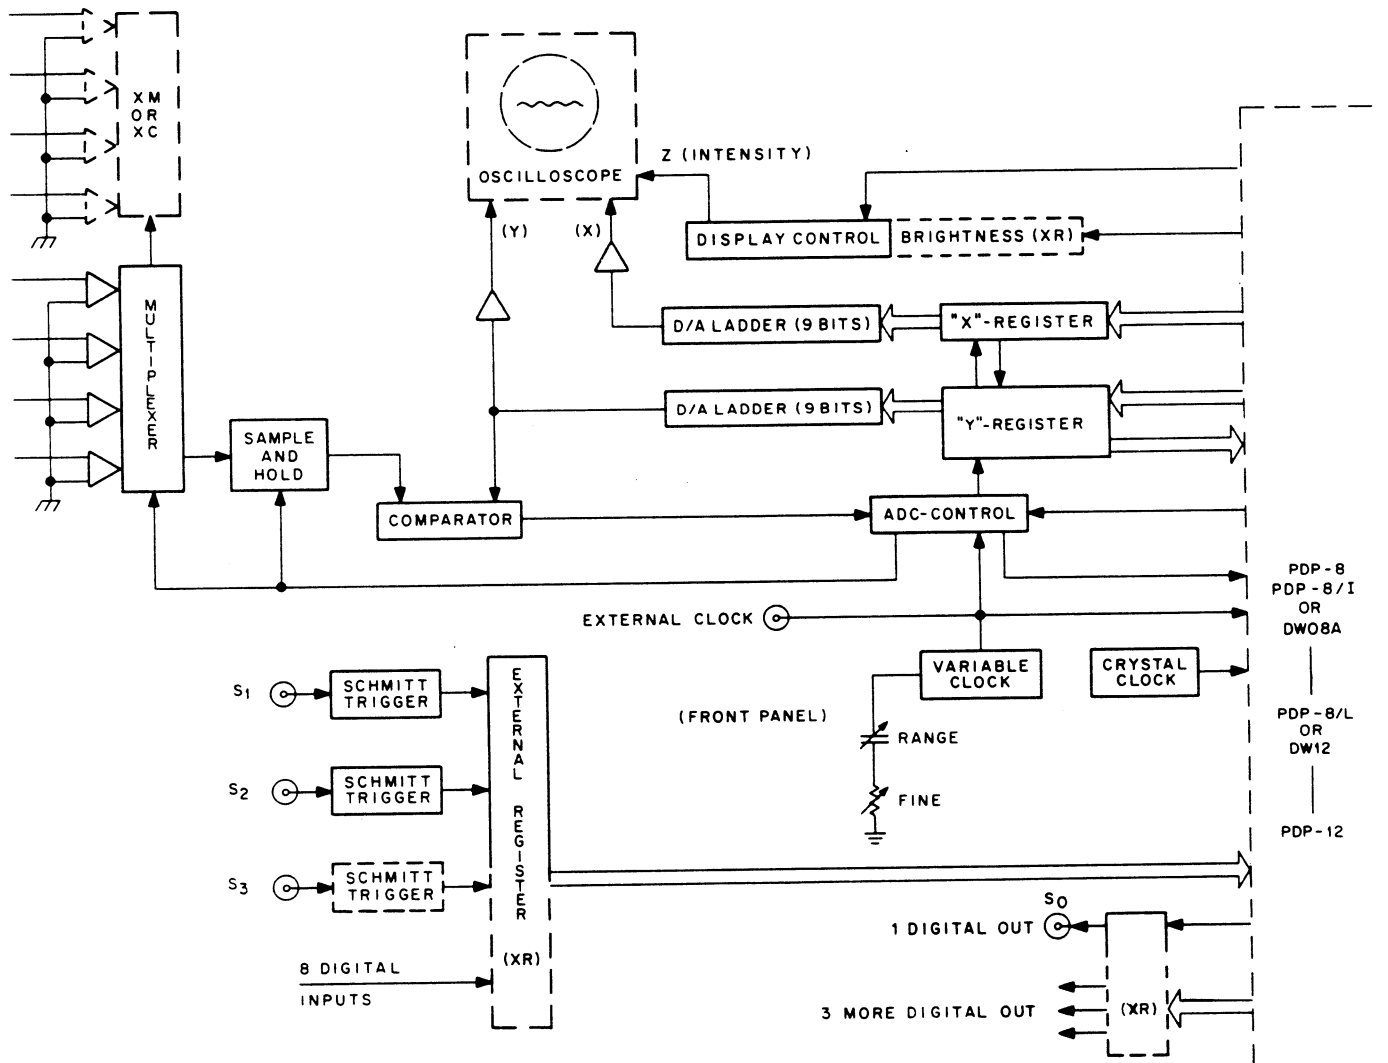 XM
OR
XC
OSCILLOSCOPE
Z (INTENSITY)
(Y)
(X)
DISPLAY CONTROL
BRIGHTNESS (XR)
D/A LADDER (9 BITS)
"X"-REGISTER
D/A LADDER (9 BITS)
"Y"-REGISTER
MULTIPLEXER
SAMPLE
AND
HOLD
COMPARATOR
ADC-CONTROL
EXTERNAL CLOCK
VARIABLE
CLOCK
CRYSTAL
CLOCK
PDP-8
PDP-8/I
OR
DW08A
PDP-8/L
OR
DW12
PDP-12
(FRONT PANEL)
RANGE
FINE
S1
SCHMITT
TRIGGER
S2
SCHMITT
TRIGGER
S3
SCHMITT
TRIGGER
EXTERNAL REGISTER
(XR)
8 DIGITAL
INPUTS
S0
1 DIGITAL OUT
3 MORE DIGITAL OUT
(XR)